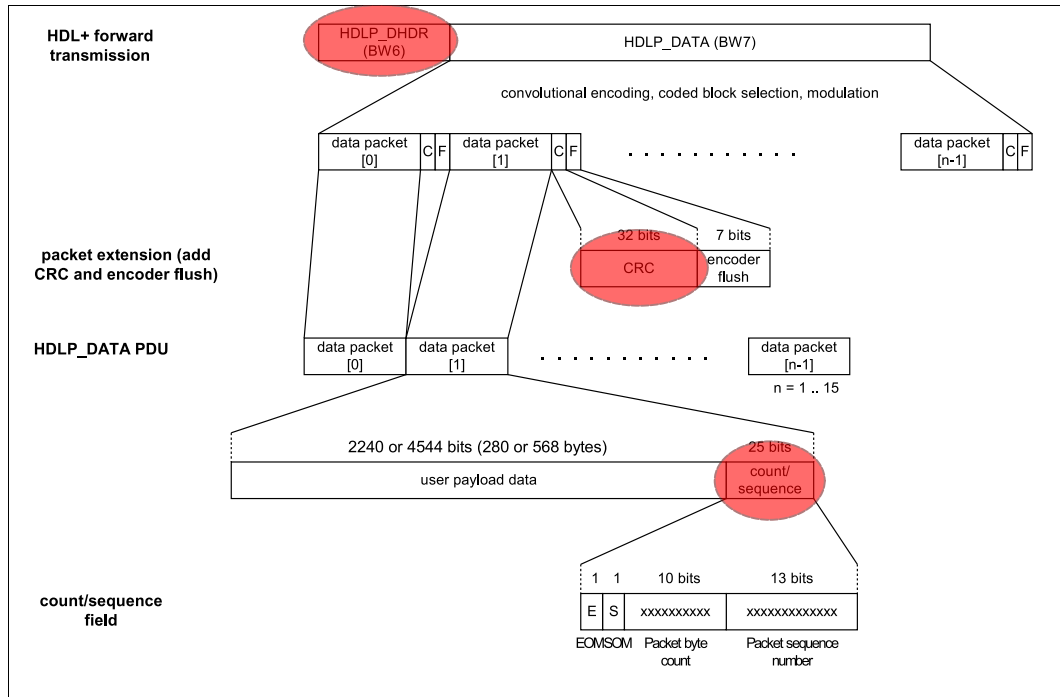 HDL+ forward
transmission
HDLP_DHDR
(BW6)
HDLP_DATA (BW7)
convolutional encoding, coded block selection, modulation
data packet
[0]
C
F
data packet
[1]
C
F
data packet
[n-1]
C
F
packet extension (add
CRC and encoder flush)
32 bits
7 bits
CRC
encoder
flush
HDLP_DATA PDU
data packet
[0]
data packet
[1]
data packet
[n-1]
n = 1 .. 15
2240 or 4544 bits (280 or 568 bytes)
25 bits
user payload data
count/
sequence
count/sequence
field
1
1
10 bits
13 bits
E
S
xxxxxxxxxx
xxxxxxxxxxxxx
EOM
SOM
Packet byte
count
Packet sequence
number